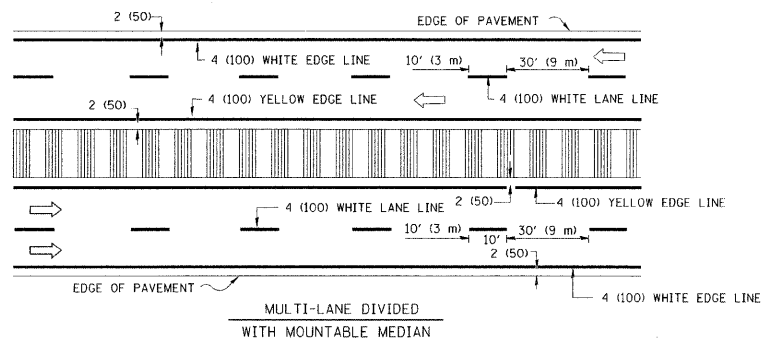 2 (50)
EDGE OF PAVEMENT
4 (100) WHITE EDGE LINE
10' (3 m)
30' (9 m)
4 (100) YELLOW EDGE LINE
4 (100) WHITE LANE LINE
2 (50)
4 (100) WHITE LANE LINE
2 (50)
4 (100) YELLOW EDGE LINE
10' (3 m)
30' (9 m)
10'
2 (50)
EDGE OF PAVEMENT
4 (100) WHITE EDGE LINE
MULTI-LANE DIVIDED
WITH MOUNTABLE MEDIAN